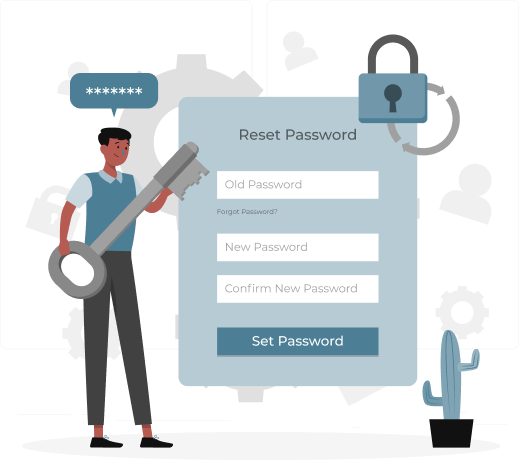 *******
Reset Password
Old Password
Forgot Password?
New Password
Confirm New Password
Set Password